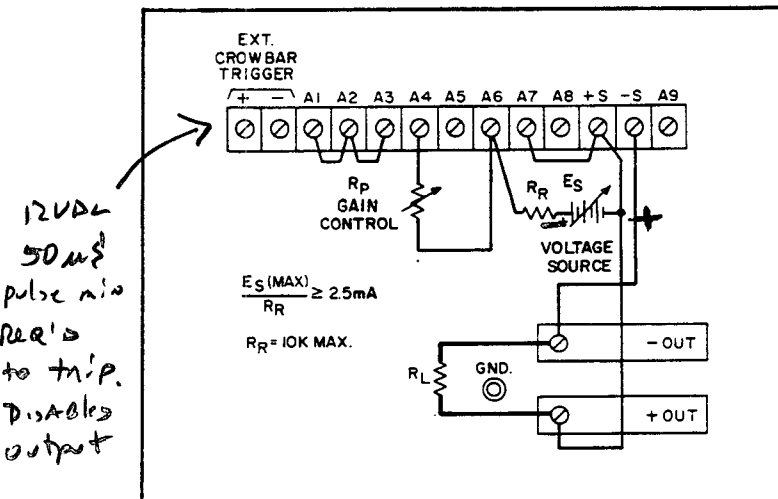 EXT.
CROWBAR
TRIGGER
+ − A1 A2 A3 A4 A5 A6 A7 A8 +S −S A9
RP
GAIN
CONTROL
RR ES
+
VOLTAGE
SOURCE
ES(MAX)
RR
≥ 2.5mA
RR = 10K MAX.
RL
GND.
− OUT
+ OUT
12VDC
50 µS
pulse min
REQ'D
to trip.
DISABLES
output